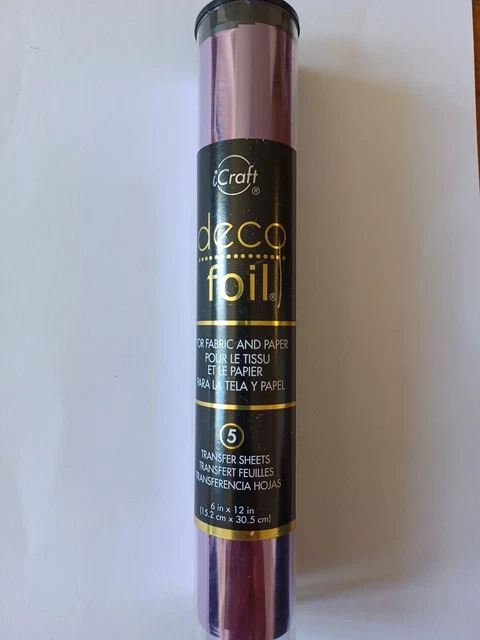 iCraft®
deco
foil®
FOR FABRIC AND PAPER
POUR LE TISSU
ET LE PAPIER
PARA LA TELA Y PAPEL
5
TRANSFER SHEETS
TRANSFERT FEUILLES
TRANSFERENCIA HOJAS
6 in x 12 in
(15.2 cm x 30.5 cm)